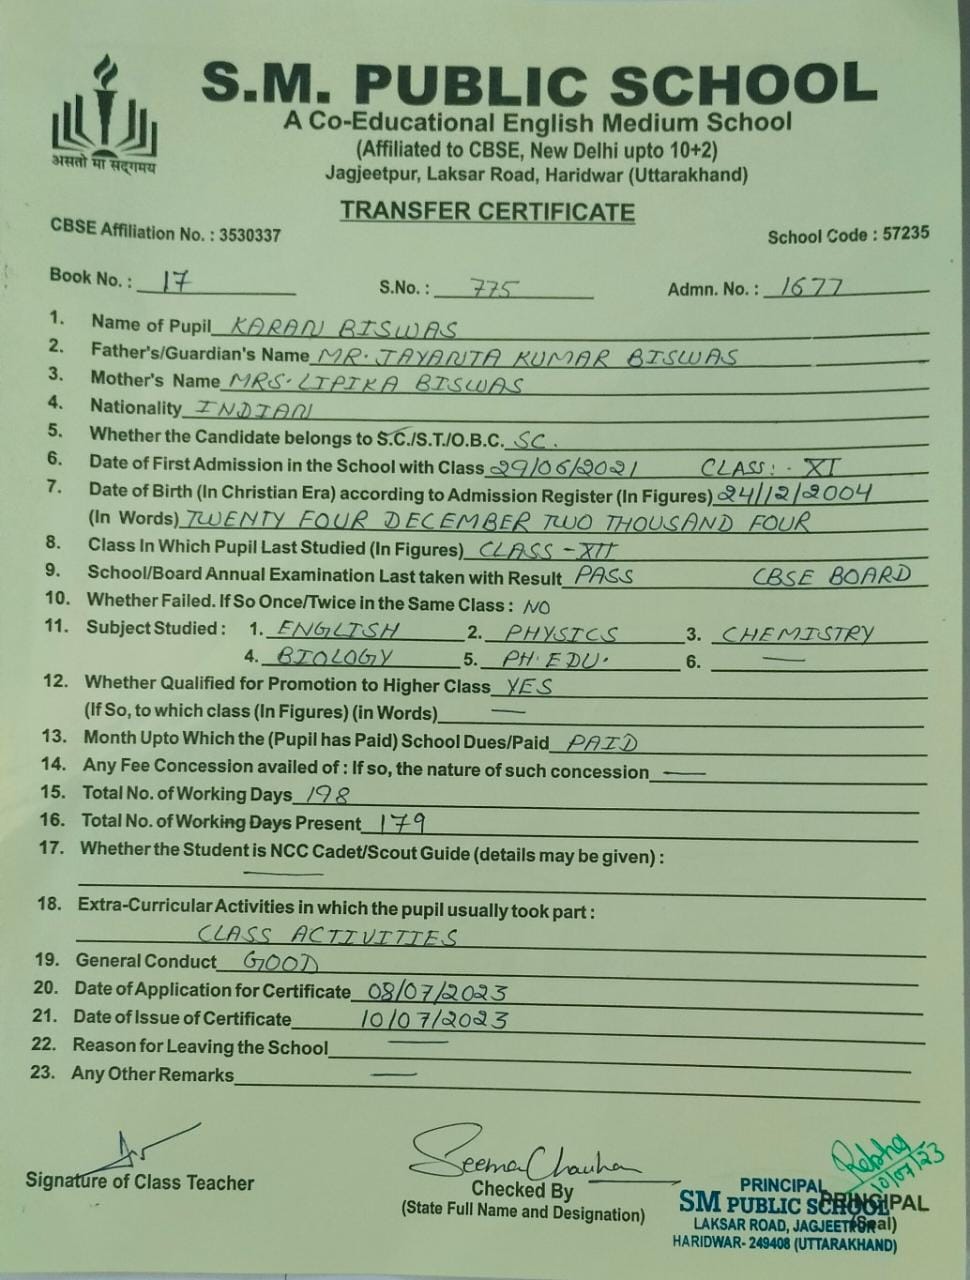 S.M. PUBLIC SCHOOL
A Co-Educational English Medium School
(Affiliated to CBSE, New Delhi upto 10+2)
Jagjeetpur, Laksar Road, Haridwar (Uttarakhand)
असतो मा सद्गमय
TRANSFER CERTIFICATE
CBSE Affiliation No. : 3530337 School Code : 57235
Book No. : 17 S.No. : 775 Admn. No. : 1677
1. Name of Pupil KARAN BISWAS
2. Father's/Guardian's Name MR. JAYANTA KUMAR BISWAS
3. Mother's Name MRS. LIPIKA BISWAS
4. Nationality INDIAN
5. Whether the Candidate belongs to S.C./S.T./O.B.C. SC.
6. Date of First Admission in the School with Class 29/06/2021 CLASS: - XI
7. Date of Birth (In Christian Era) according to Admission Register (In Figures) 24/12/2004
(In Words) TWENTY FOUR DECEMBER TWO THOUSAND FOUR
8. Class In Which Pupil Last Studied (In Figures) CLASS - XII
9. School/Board Annual Examination Last taken with Result PASS CBSE BOARD
10. Whether Failed. If So Once/Twice in the Same Class : NO
11. Subject Studied : 1. ENGLISH 2. PHYSICS 3. CHEMISTRY
4. BIOLOGY 5. PH. EDU. 6. —
12. Whether Qualified for Promotion to Higher Class YES
(If So, to which class (In Figures) (in Words) —
13. Month Upto Which the (Pupil has Paid) School Dues/Paid PAID
14. Any Fee Concession availed of : If so, the nature of such concession —
15. Total No. of Working Days 198
16. Total No. of Working Days Present 179
17. Whether the Student is NCC Cadet/Scout Guide (details may be given) :
—
18. Extra-Curricular Activities in which the pupil usually took part :
CLASS ACTIVITIES
19. General Conduct GOOD
20. Date of Application for Certificate 08/07/2023
21. Date of Issue of Certificate 10/07/2023
22. Reason for Leaving the School —
23. Any Other Remarks —
Seema Chauhan
10/07/23
Signature of Class Teacher
Checked By
(State Full Name and Designation)
PRINCIPAL
(Seal)
PRINCIPAL
SM PUBLIC SCHOOL
LAKSAR ROAD, JAGJEETPUR
HARIDWAR- 249408 (UTTARAKHAND)